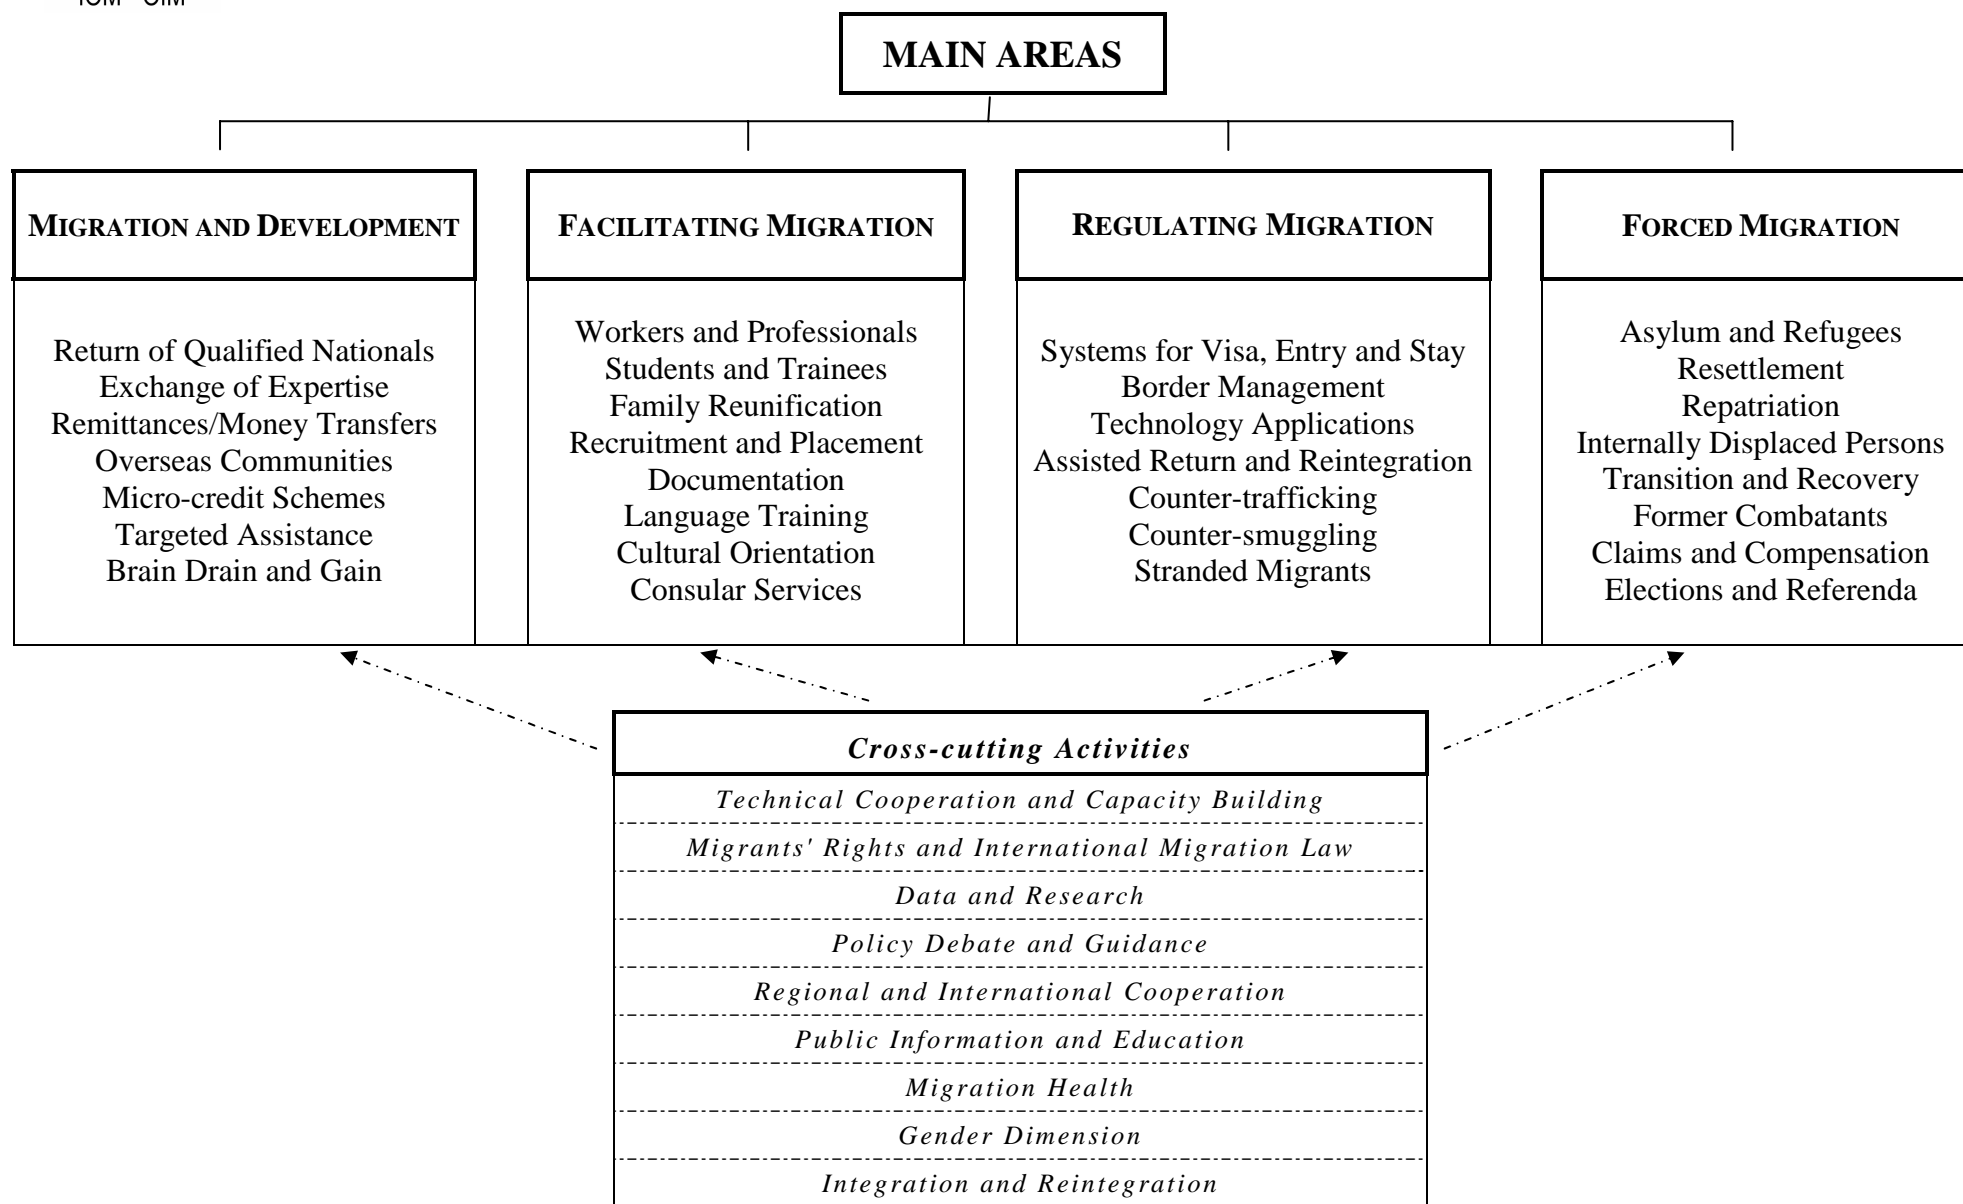 IOM • OIM
MAIN AREAS
MIGRATION AND DEVELOPMENT
Return of Qualified Nationals
Exchange of Expertise
Remittances/Money Transfers
Overseas Communities
Micro-credit Schemes
Targeted Assistance
Brain Drain and Gain
FACILITATING MIGRATION
Workers and Professionals
Students and Trainees
Family Reunification
Recruitment and Placement
Documentation
Language Training
Cultural Orientation
Consular Services
REGULATING MIGRATION
Systems for Visa, Entry and Stay
Border Management
Technology Applications
Assisted Return and Reintegration
Counter-trafficking
Counter-smuggling
Stranded Migrants
FORCED MIGRATION
Asylum and Refugees
Resettlement
Repatriation
Internally Displaced Persons
Transition and Recovery
Former Combatants
Claims and Compensation
Elections and Referenda
Cross-cutting Activities
Technical Cooperation and Capacity Building
Migrants' Rights and International Migration Law
Data and Research
Policy Debate and Guidance
Regional and International Cooperation
Public Information and Education
Migration Health
Gender Dimension
Integration and Reintegration